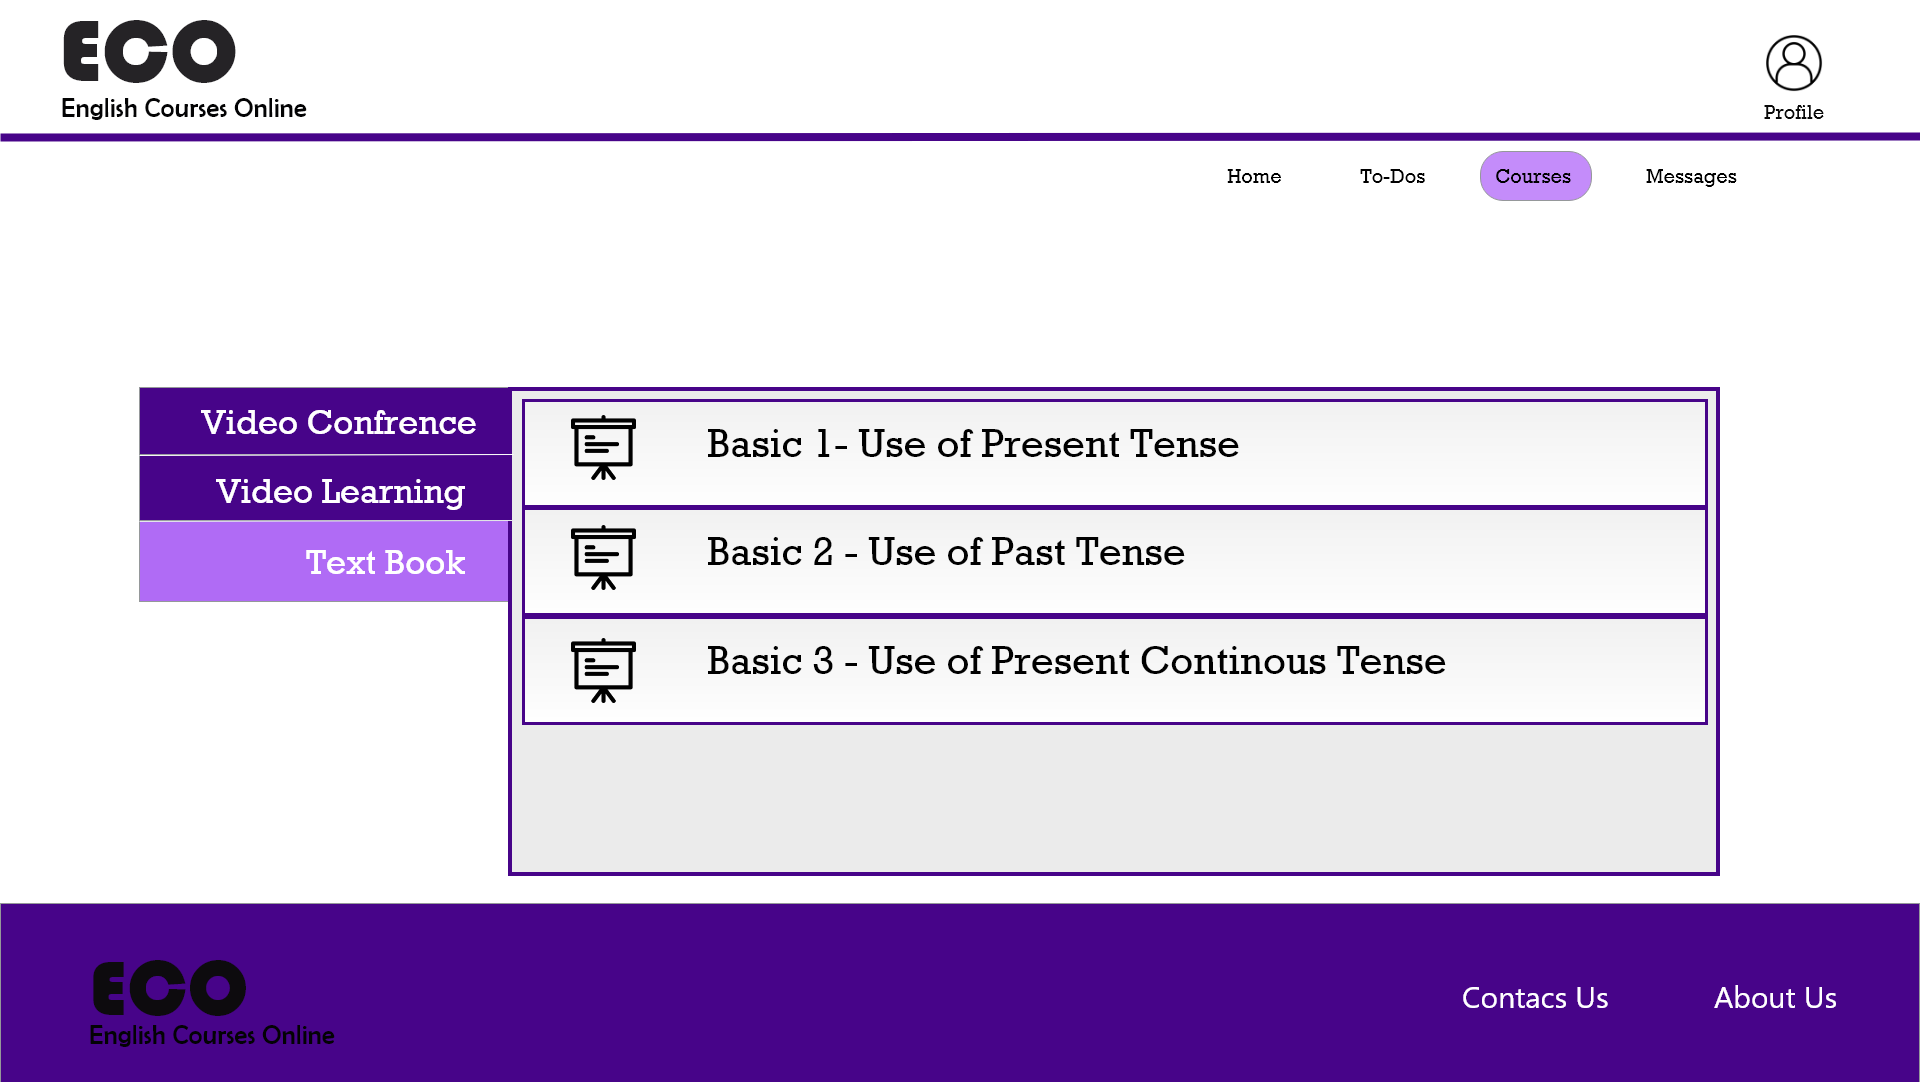 ECO
English Courses Online
Profile
Home To-Dos Courses Messages
Video Confrence
Video Learning
Text Book
Basic 1- Use of Present Tense
Basic 2 - Use of Past Tense
Basic 3 - Use of Present Continous Tense
ECO
English Courses Online
Contacs Us About Us